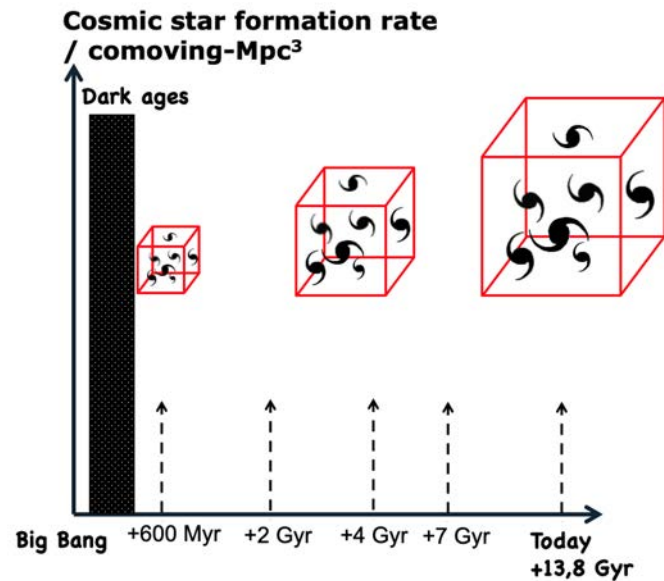 Cosmic star formation rate
/ comoving-Mpc³
Dark ages
Big Bang
+600 Myr
+2 Gyr
+4 Gyr
+7 Gyr
Today
+13,8 Gyr